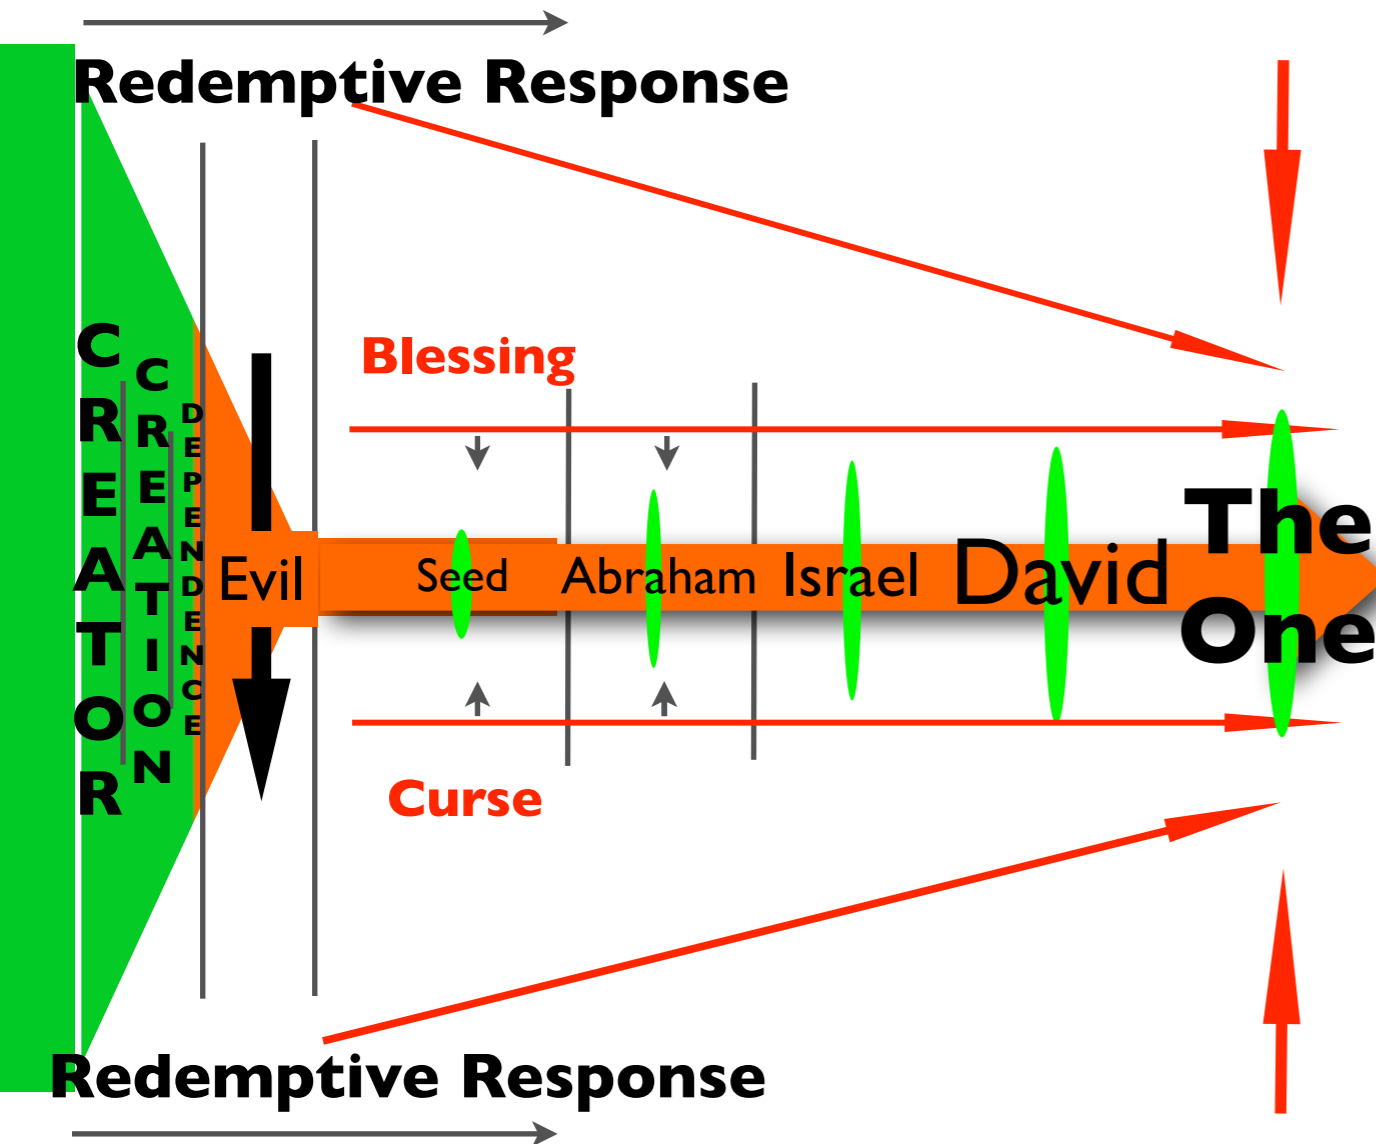 Redemptive Response
CREATOR
CREATION
DEPENDENCE
Evil
Blessing
Seed
Abraham
Israel
David
The
One
Curse
Redemptive Response